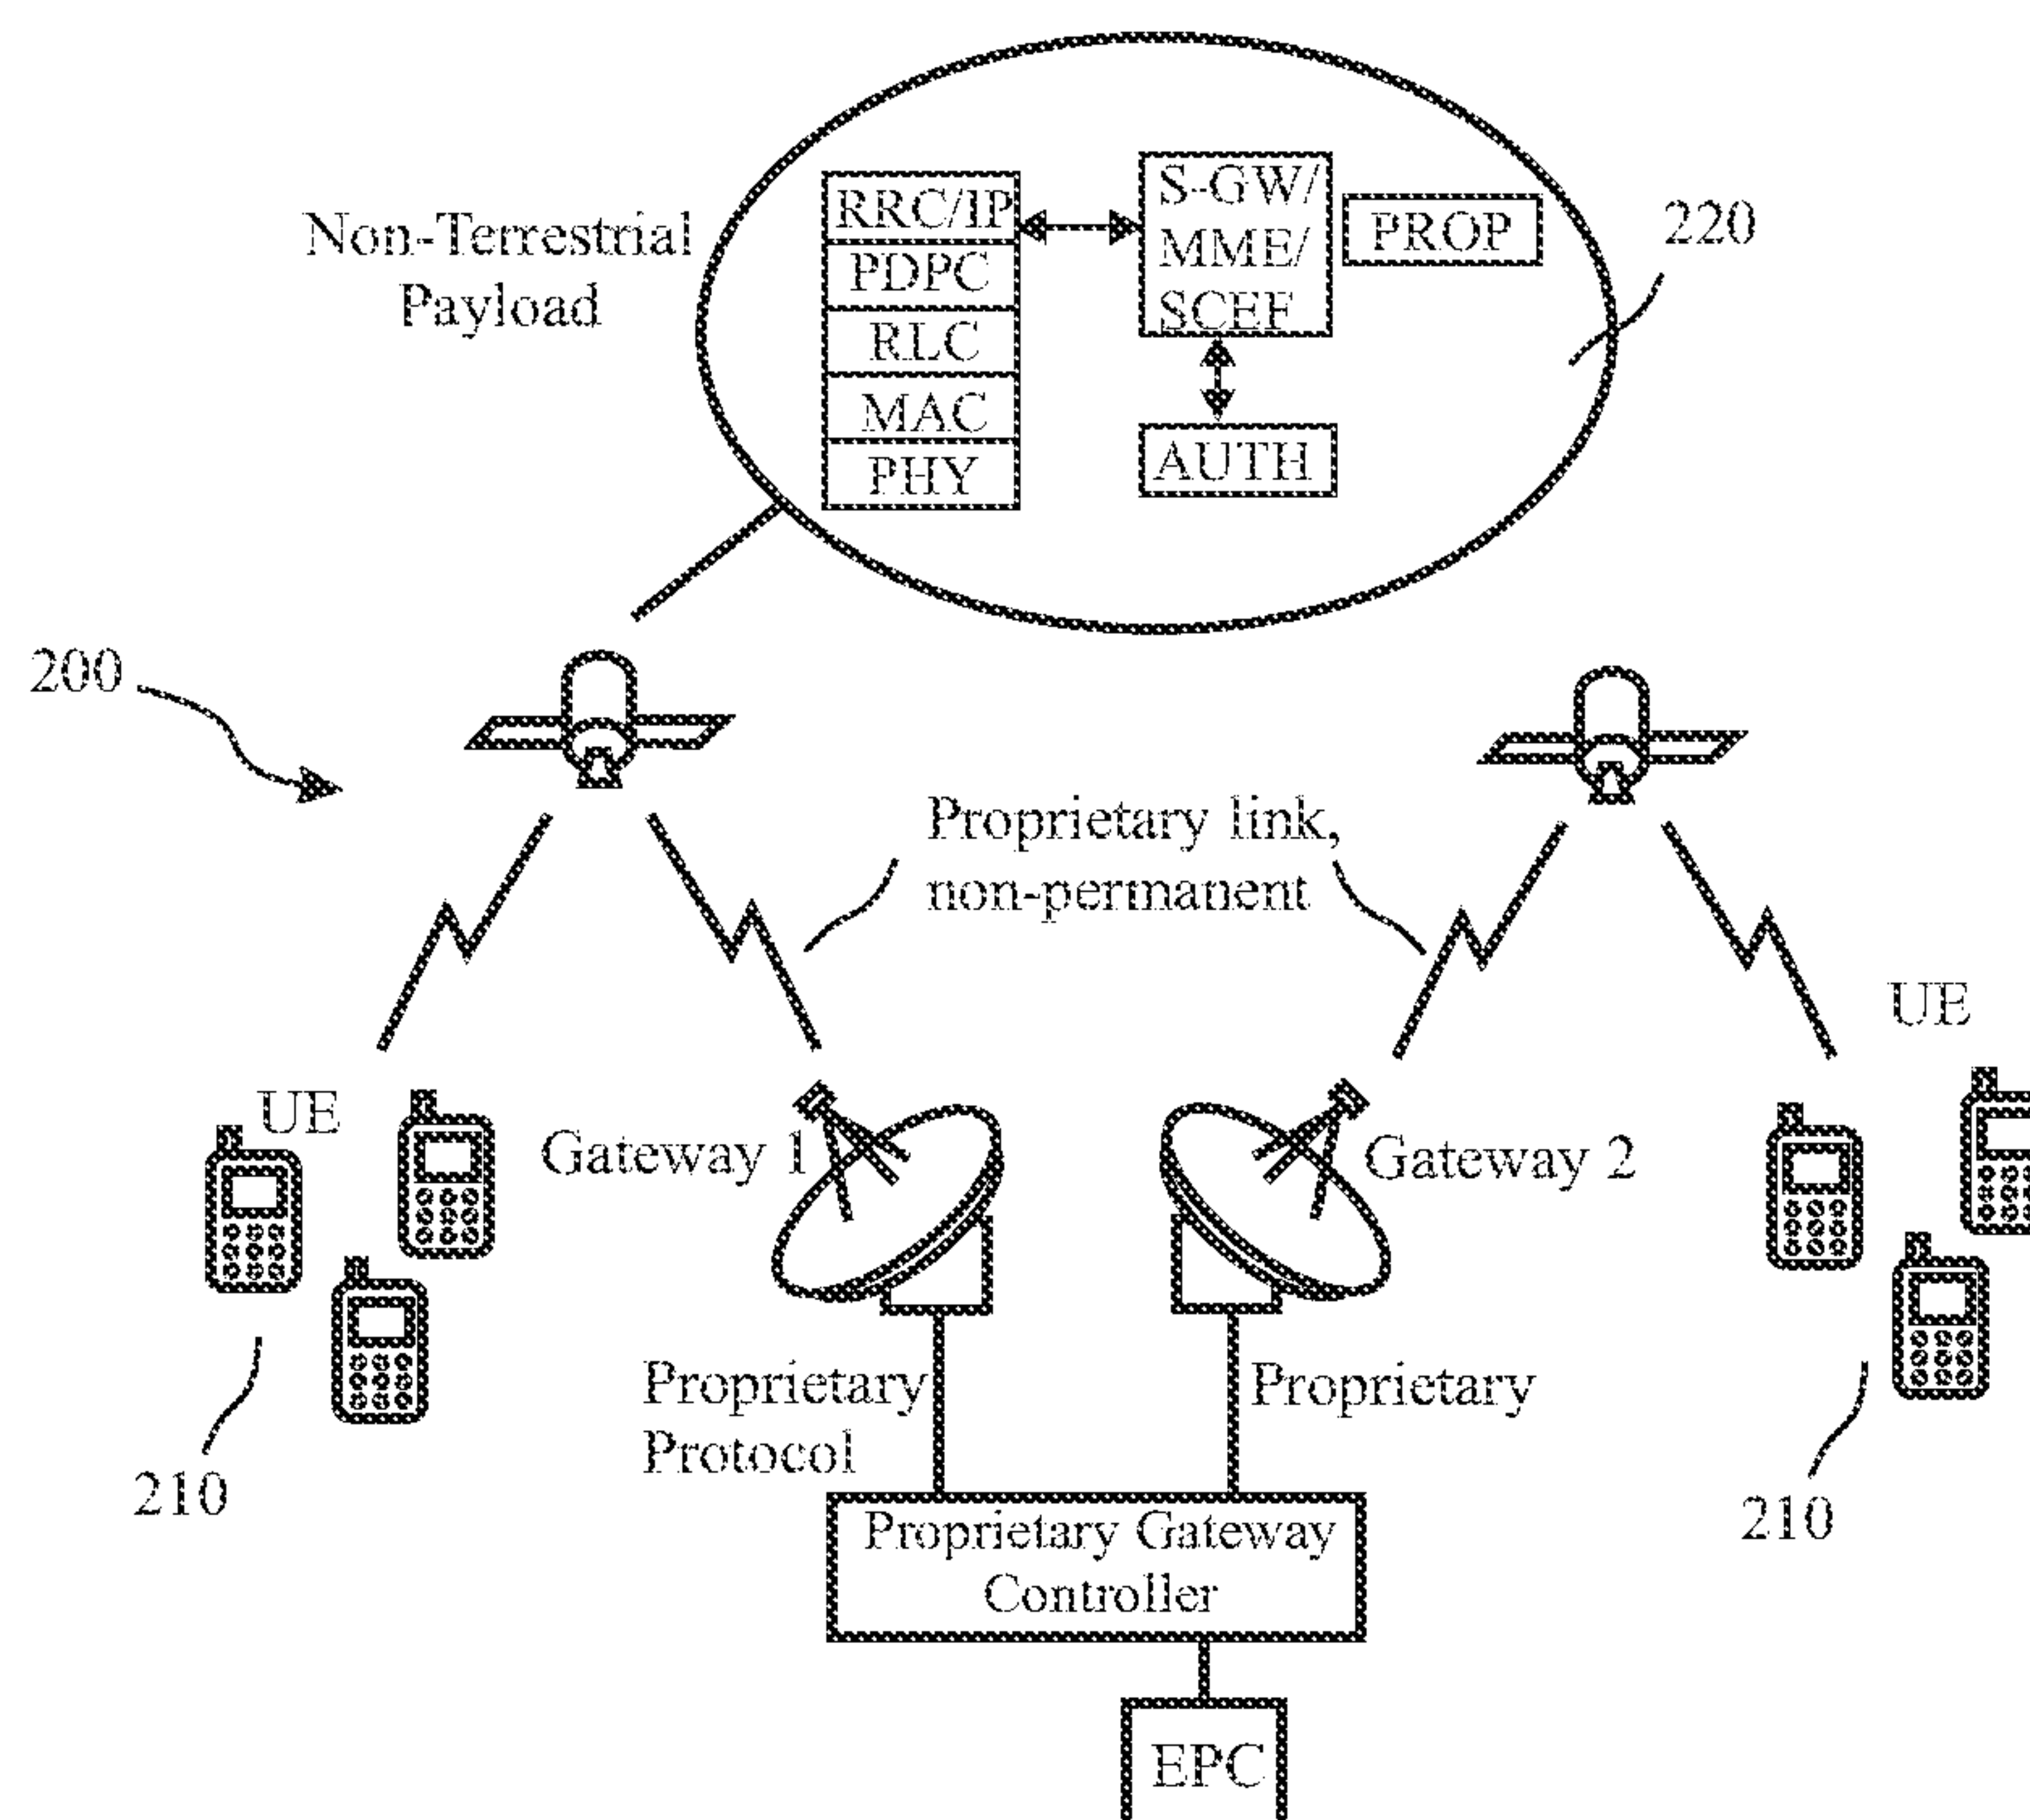 RRC/IP
PDPC
RLC
MAC
PHY
S-GW/
MME/
SCEF
PROP
AUTH
Non-Terrestrial
Payload
220
200
Proprietary link,
non-permanent
UE
UE
Gateway 1
Gateway 2
210
Proprietary
Protocol
Proprietary
210
Proprietary Gateway
Controller
EPC